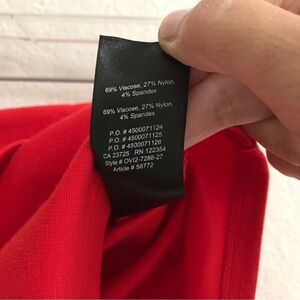 69% Viscose, 27% Nylon,
4% Spandex
69% Viscose, 27% Nylon,
4% Spandex
P.O. # 4500071124
P.O. # 4500071125
P.O. # 4500071126
CA 23725 RN 122354
Style # OVI2-7288-27
Article # 58772